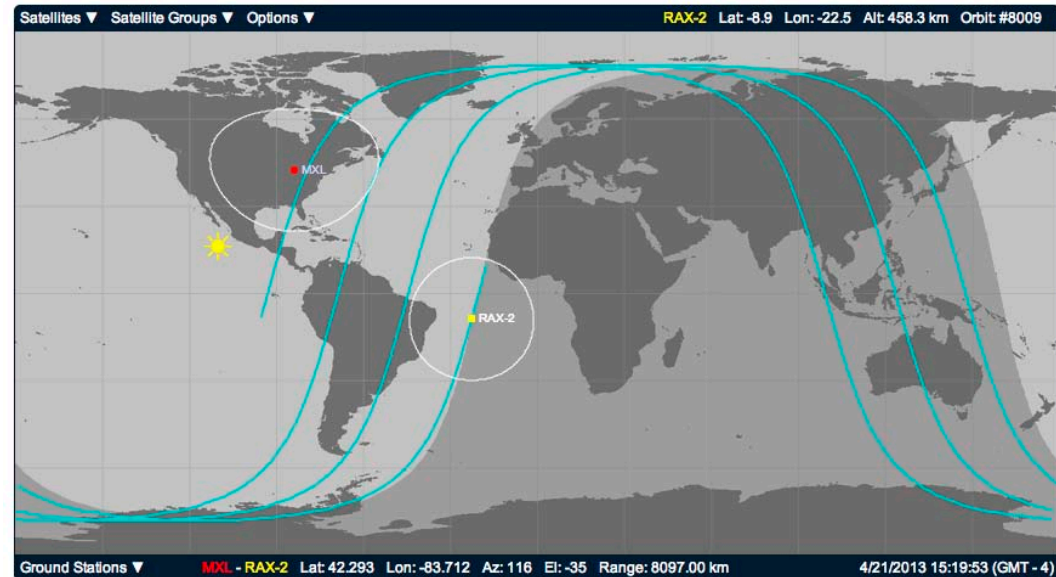 Satellites ▼ Satellite Groups ▼ Options ▼ RAX-2 Lat: -8.9 Lon: -22.5 Alt: 458.3 km Orbit: #8009
MXL
RAX-2
Ground Stations ▼ MXL - RAX-2 Lat: 42.293 Lon: -83.712 Az: 116 El: -35 Range: 8097.00 km 4/21/2013 15:19:53 (GMT - 4)